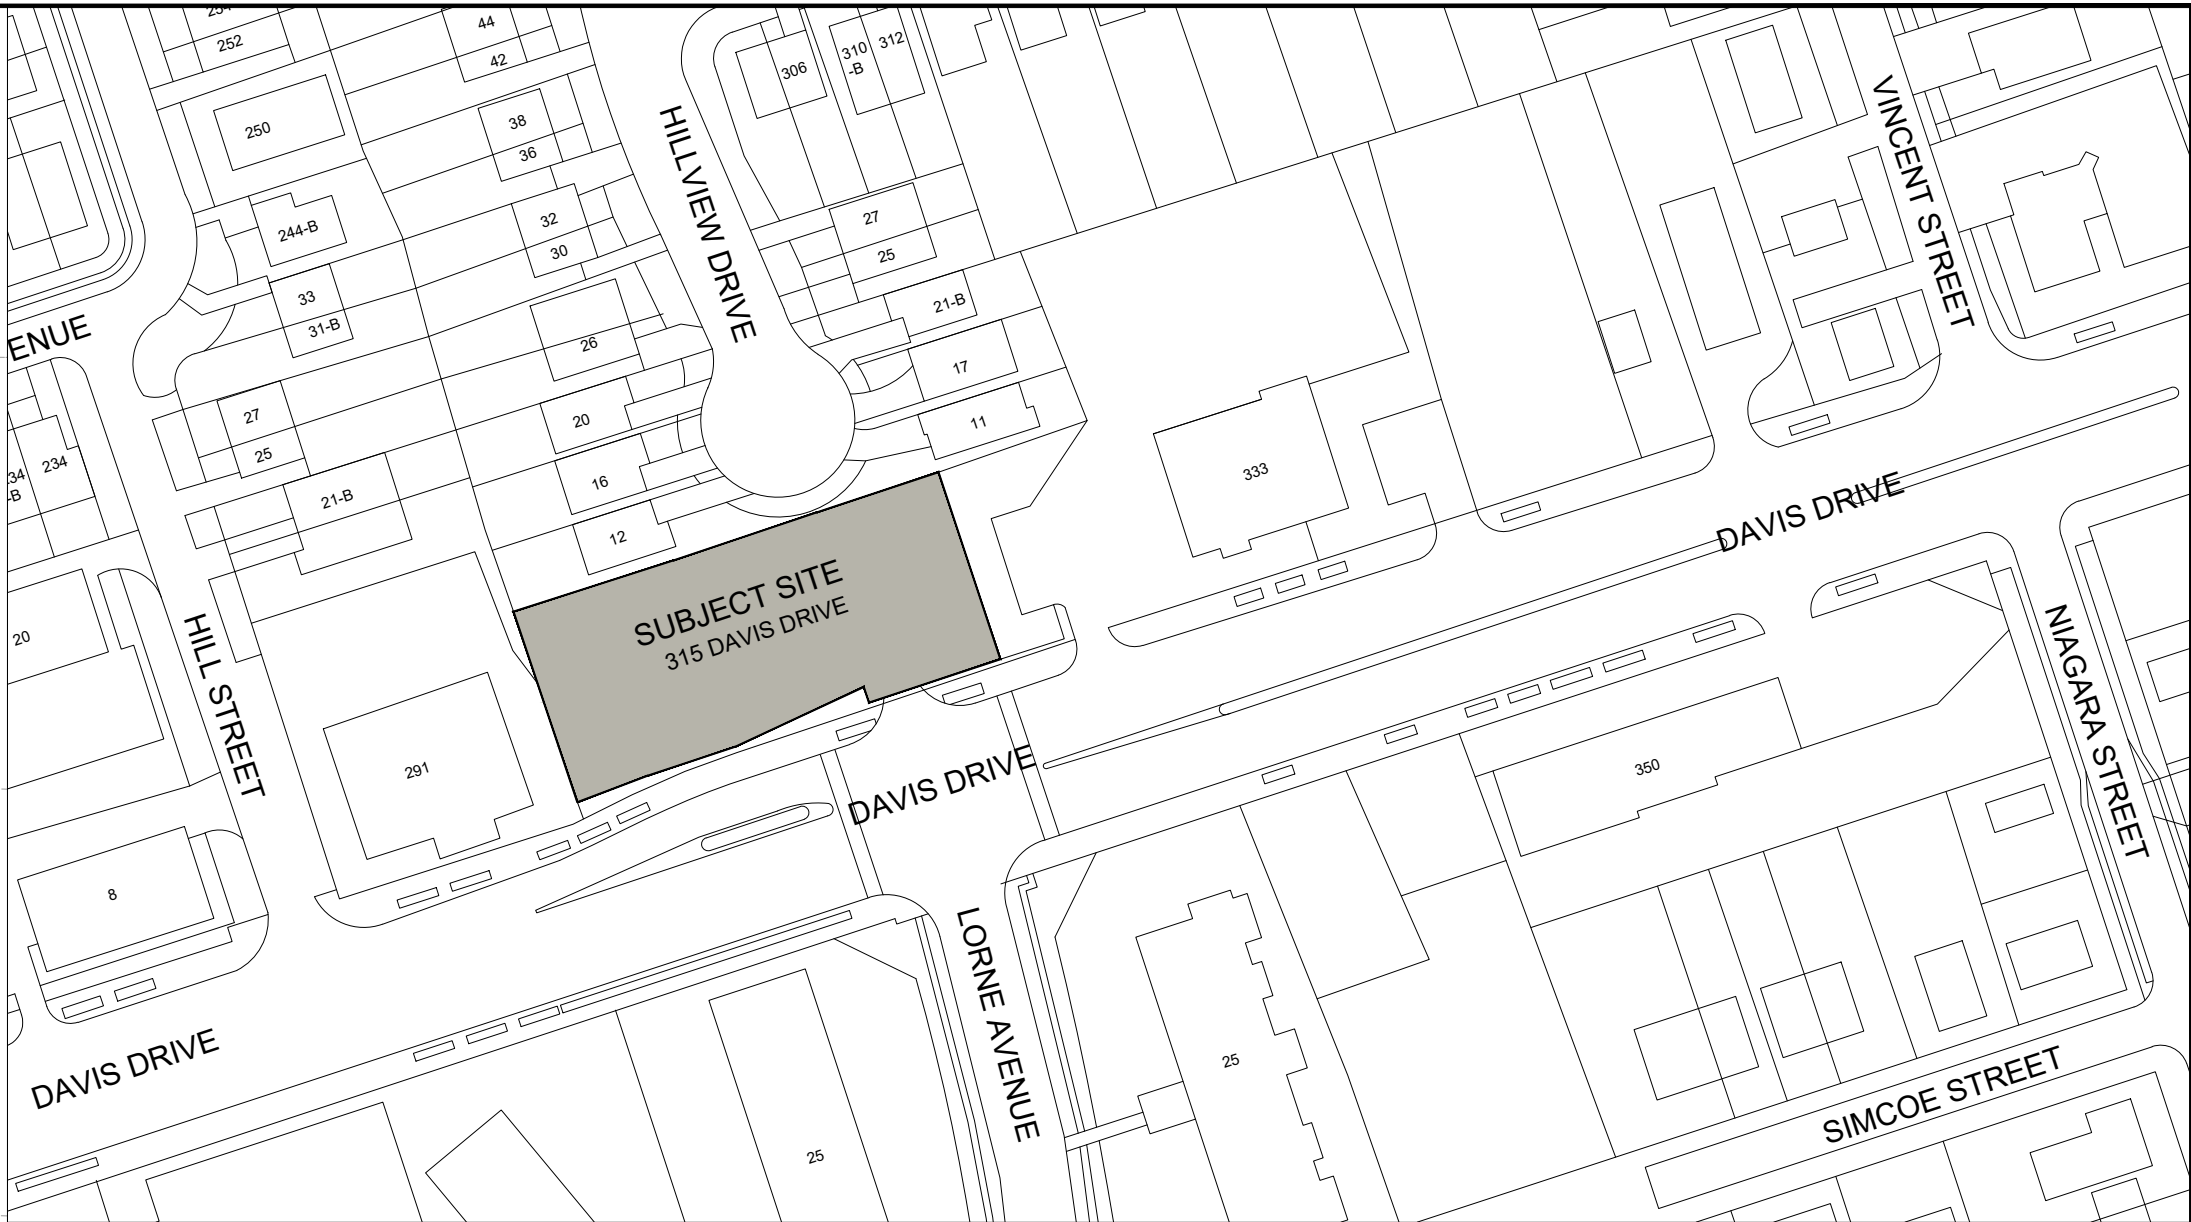 252
44
42
306
310
-B
312
250
38
36
HILLVIEW DRIVE
VINCENT STREET
244-B
32
30
27
25
33
31-B
21-B
ENUE
26
17
27
25
20
11
234
34
-B
21-B
16
12
333
DAVIS DRIVE
SUBJECT SITE
315 DAVIS DRIVE
20
HILL STREET
NIAGARA STREET
291
DAVIS DRIVE
350
8
LORNE AVENUE
25
DAVIS DRIVE
25
SIMCOE STREET